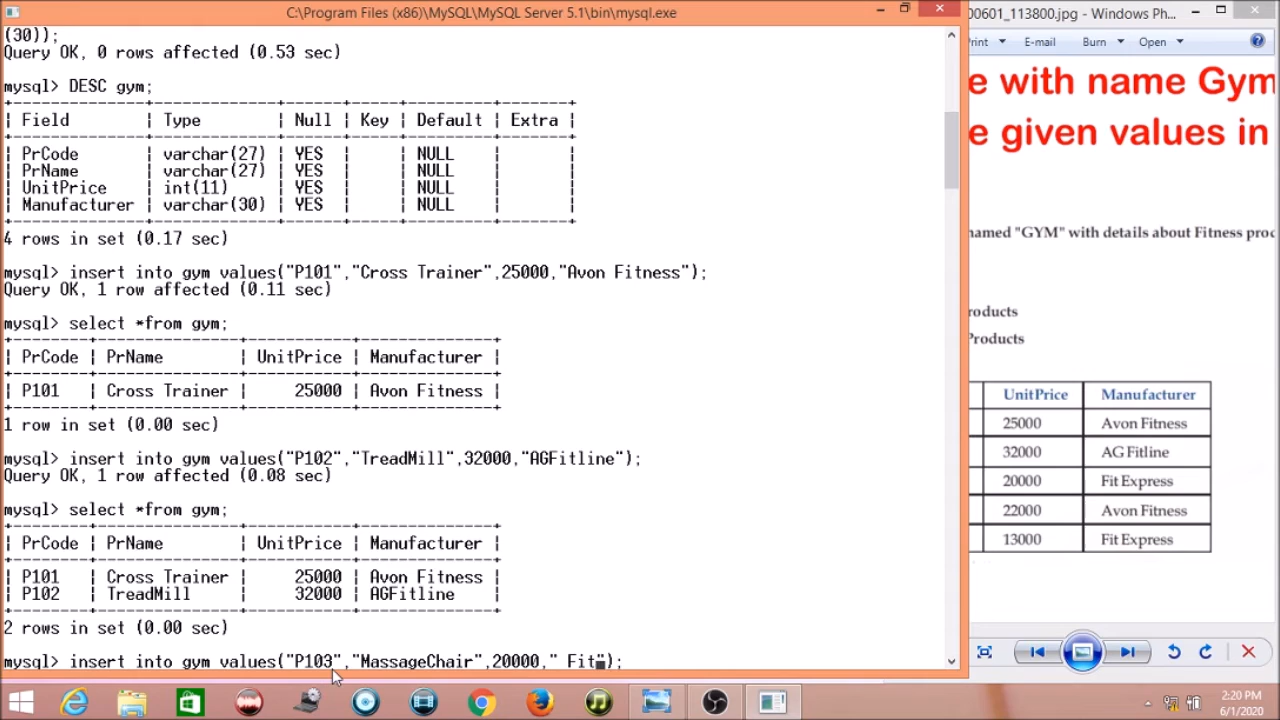 C:\Program Files (x86)\MySQL\MySQL Server 5.1\bin\mysql.exe
(30));
Query OK, 0 rows affected (0.53 sec)
mysql> DESC gym;
| Field | Type | Null | Key | Default | Extra |
| PrCode | varchar(27) | YES | | NULL | |
| PrName | varchar(27) | YES | | NULL | |
| UnitPrice | int(11) | YES | | NULL | |
| Manufacturer | varchar(30) | YES | | NULL | |
4 rows in set (0.17 sec)
mysql> insert into gym values("P101","Cross Trainer",25000,"Avon Fitness");
Query OK, 1 row affected (0.11 sec)
mysql> select *from gym;
| PrCode | PrName | UnitPrice | Manufacturer |
| P101 | Cross Trainer | 25000 | Avon Fitness |
1 row in set (0.00 sec)
mysql> insert into gym values("P102","TreadMill",32000,"AGFitline");
Query OK, 1 row affected (0.08 sec)
mysql> select *from gym;
| PrCode | PrName | UnitPrice | Manufacturer |
| P101 | Cross Trainer | 25000 | Avon Fitness |
| P102 | TreadMill | 32000 | AGFitline |
2 rows in set (0.00 sec)
mysql> insert into gym values("P103","MassageChair",20000," Fit");
00601_113800.jpg - Windows Ph...
rint E-mail Burn Open
e with name Gym
e given values in
named "GYM" with details about Fitness proc
roducts
Products
UnitPrice Manufacturer
25000 Avon Fitness
32000 AG Fitline
20000 Fit Express
22000 Avon Fitness
13000 Fit Express
2:20 PM
6/1/2020